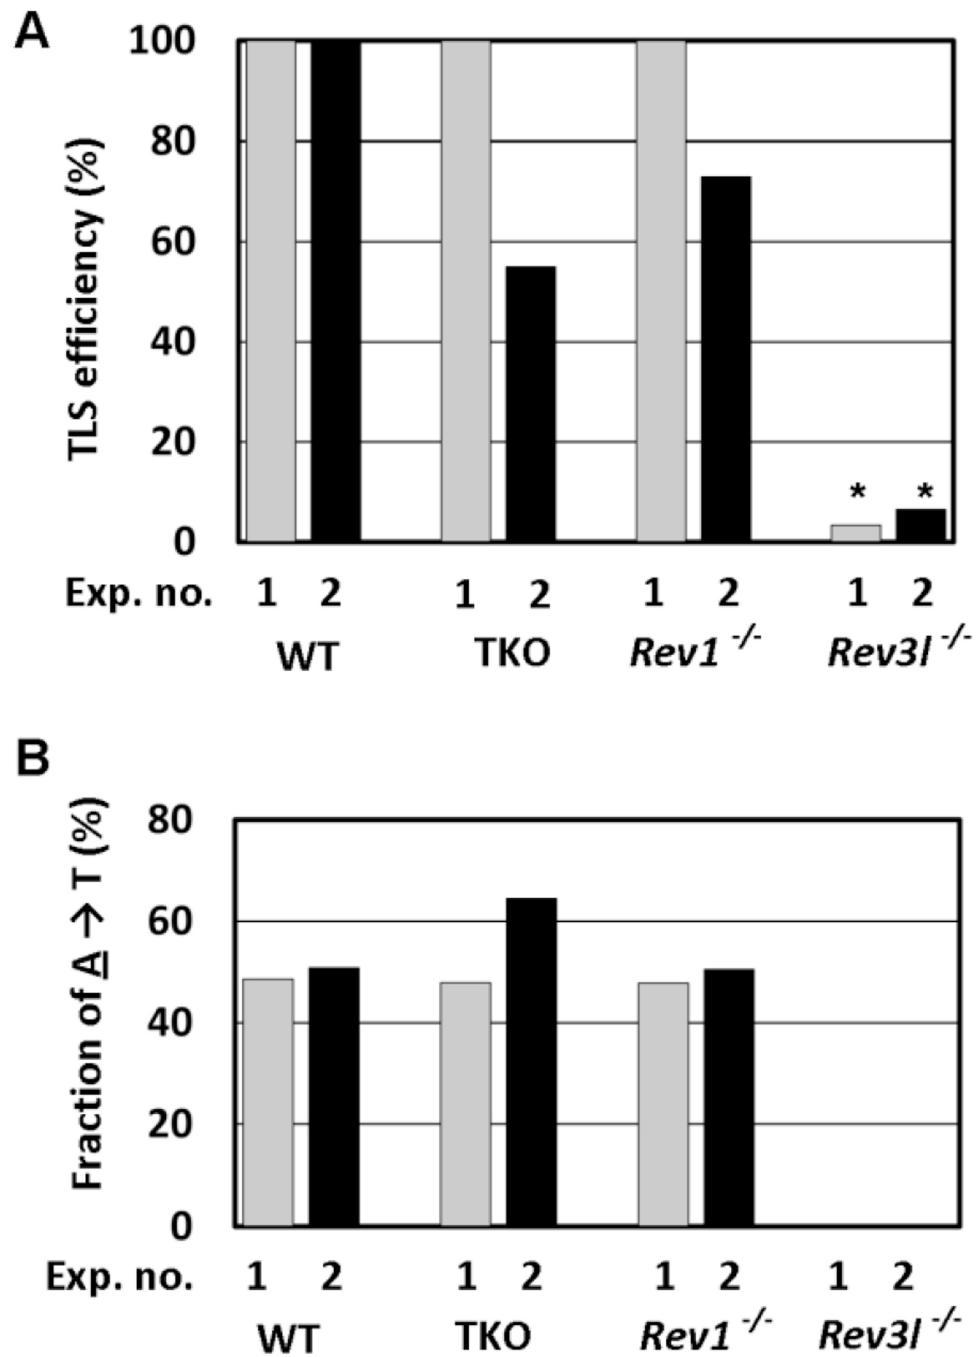 A
TLS efficiency (%)
100
80
60
40
20
0
* *
Exp. no. 1 2 1 2 1 2 1 2
WT TKO Rev1 -/- Rev3l -/-
B
Fraction of A → T (%)
80
60
40
20
0
Exp. no. 1 2 1 2 1 2 1 2
WT TKO Rev1 -/- Rev3l -/-